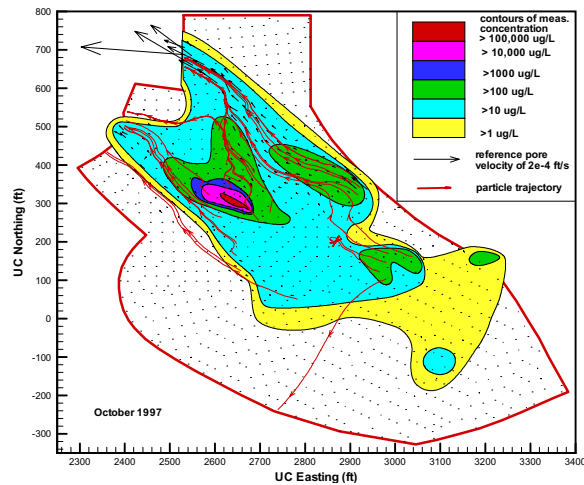 contours of meas.
concentration
> 100,000 ug/L
> 10,000 ug/L
>1000 ug/L
>100 ug/L
>10 ug/L
>1 ug/L
reference pore
velocity of 2e-4 ft/s
particle trajectory
800
700
600
500
400
300
200
100
0
-100
-200
-300
UC Northing (ft)
October 1997
2300 2400 2500 2600 2700 2800 2900 3000 3100 3200 3300 3400
UC Easting (ft)